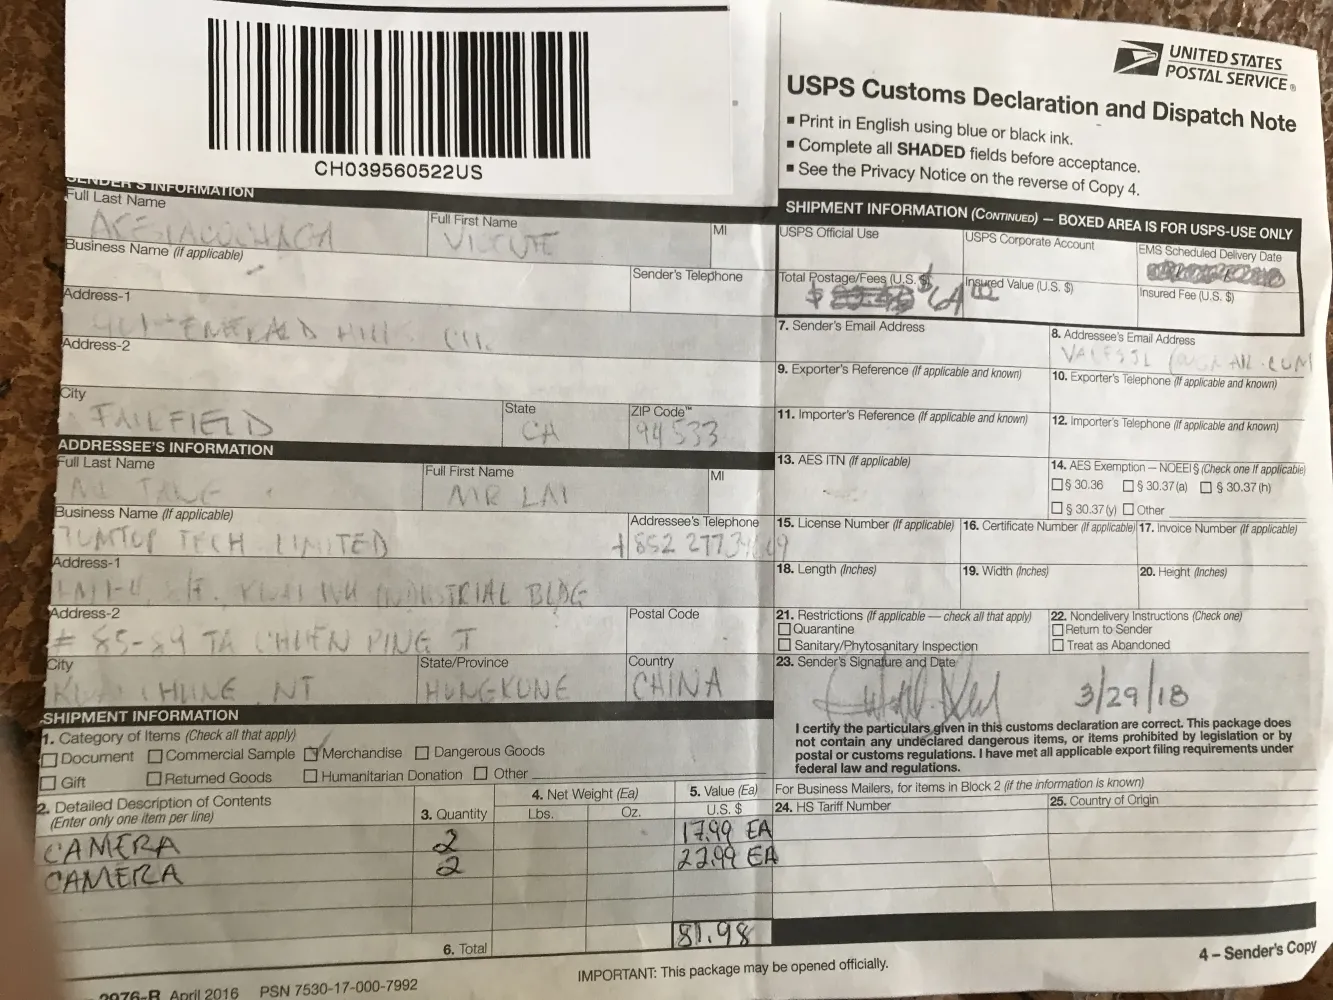 UNITED STATES
POSTAL SERVICE®
USPS Customs Declaration and Dispatch Note
▪ Print in English using blue or black ink.
▪ Complete all SHADED fields before acceptance.
▪ See the Privacy Notice on the reverse of Copy 4.
CH039560522US
SENDER'S INFORMATION
Full Last Name
Full First Name
MI
Business Name (if applicable)
Sender's Telephone
Address-1
EMERALD HILL
Address-2
City
State
ZIP Code™
FAILFIELD
CA
94533
ADDRESSEE'S INFORMATION
Full Last Name
Full First Name
MI
MR LAI
Business Name (If applicable)
Addressee's Telephone
TOMTOP TECH LIMITED
+852 2773
Address-1
INDUSTRIAL BLDG
Address-2
Postal Code
# 85-89 TA CHUEN PING ST
City
State/Province
Country
NT
HUNGKUNE
CHINA
SHIPMENT INFORMATION
1. Category of Items (Check all that apply)
Document
Commercial Sample
Merchandise
Dangerous Goods
Gift
Returned Goods
Humanitarian Donation
Other
2. Detailed Description of Contents
(Enter only one item per line)
3. Quantity
4. Net Weight (Ea)
Lbs.
Oz.
5. Value (Ea)
U.S. $
CAMERA 2 17.99 EA
CAMERA 2 22.99 EA
6. Total
81.98
SHIPMENT INFORMATION (CONTINUED) — BOXED AREA IS FOR USPS-USE ONLY
USPS Official Use
USPS Corporate Account
EMS Scheduled Delivery Date
Total Postage/Fees (U.S. $)
Insured Value (U.S. $)
Insured Fee (U.S. $)
7. Sender's Email Address
8. Addressee's Email Address
9. Exporter's Reference (If applicable and known)
10. Exporter's Telephone (If applicable and known)
11. Importer's Reference (If applicable and known)
12. Importer's Telephone (If applicable and known)
13. AES ITN (If applicable)
14. AES Exemption — NOEEI § (Check one If applicable)
§ 30.36
§ 30.37(a)
§ 30.37(h)
§ 30.37(y)
Other
15. License Number (If applicable)
16. Certificate Number (If applicable)
17. Invoice Number (If applicable)
18. Length (Inches)
19. Width (Inches)
20. Height (Inches)
21. Restrictions (If applicable — check all that apply)
Quarantine
Sanitary/Phytosanitary Inspection
22. Nondelivery Instructions (Check one)
Return to Sender
Treat as Abandoned
23. Sender's Signature and Date
3/29/18
I certify the particulars given in this customs declaration are correct. This package does
not contain any undeclared dangerous items, or items prohibited by legislation or by
postal or customs regulations. I have met all applicable export filing requirements under
federal law and regulations.
For Business Mailers, for items in Block 2 (if the information is known)
24. HS Tariff Number
25. Country of Origin
4 – Sender's Copy
2976-R, April 2016 PSN 7530-17-000-7992
IMPORTANT: This package may be opened officially.